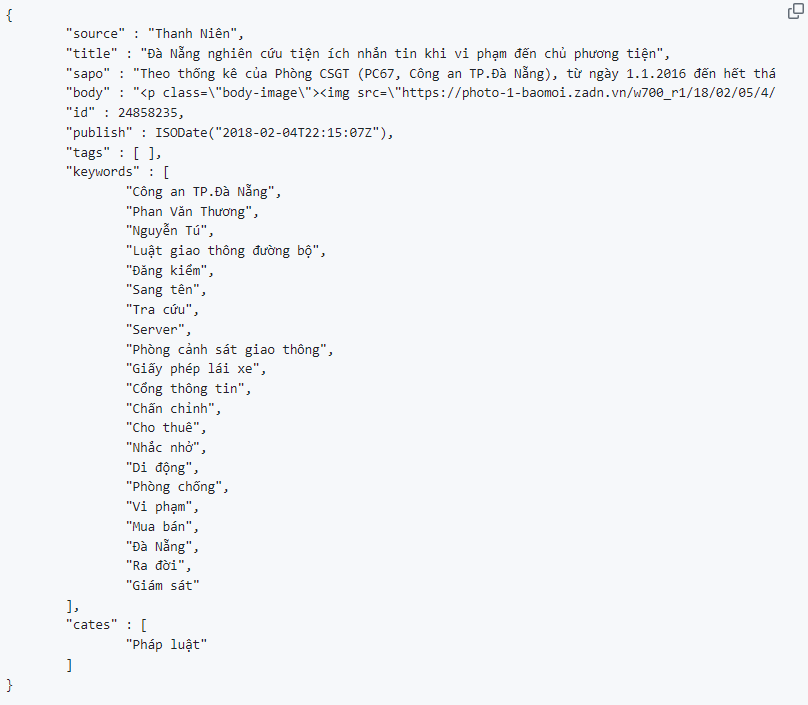 {
"source" : "Thanh Niên",
"title" : "Đà Nẵng nghiên cứu tiện ích nhắn tin khi vi phạm đến chủ phương tiện",
"sapo" : "Theo thống kê của Phòng CSGT (PC67, Công an TP.Đà Nẵng), từ ngày 1.1.2016 đến hết thá
"body" : "<p class=\"body-image\"><img src=\"https://photo-1-baomoi.zadn.vn/w700_r1/18/02/05/4/
"id" : 24858235,
"publish" : ISODate("2018-02-04T22:15:07Z"),
"tags" : [ ],
"keywords" : [
"Công an TP.Đà Nẵng",
"Phan Văn Thương",
"Nguyễn Tú",
"Luật giao thông đường bộ",
"Đăng kiểm",
"Sang tên",
"Tra cứu",
"Server",
"Phòng cảnh sát giao thông",
"Giấy phép lái xe",
"Cổng thông tin",
"Chấn chỉnh",
"Cho thuê",
"Nhắc nhở",
"Di động",
"Phòng chống",
"Vi phạm",
"Mua bán",
"Đà Nẵng",
"Ra đời",
"Giám sát"
],
"cates" : [
"Pháp luật"
]
}